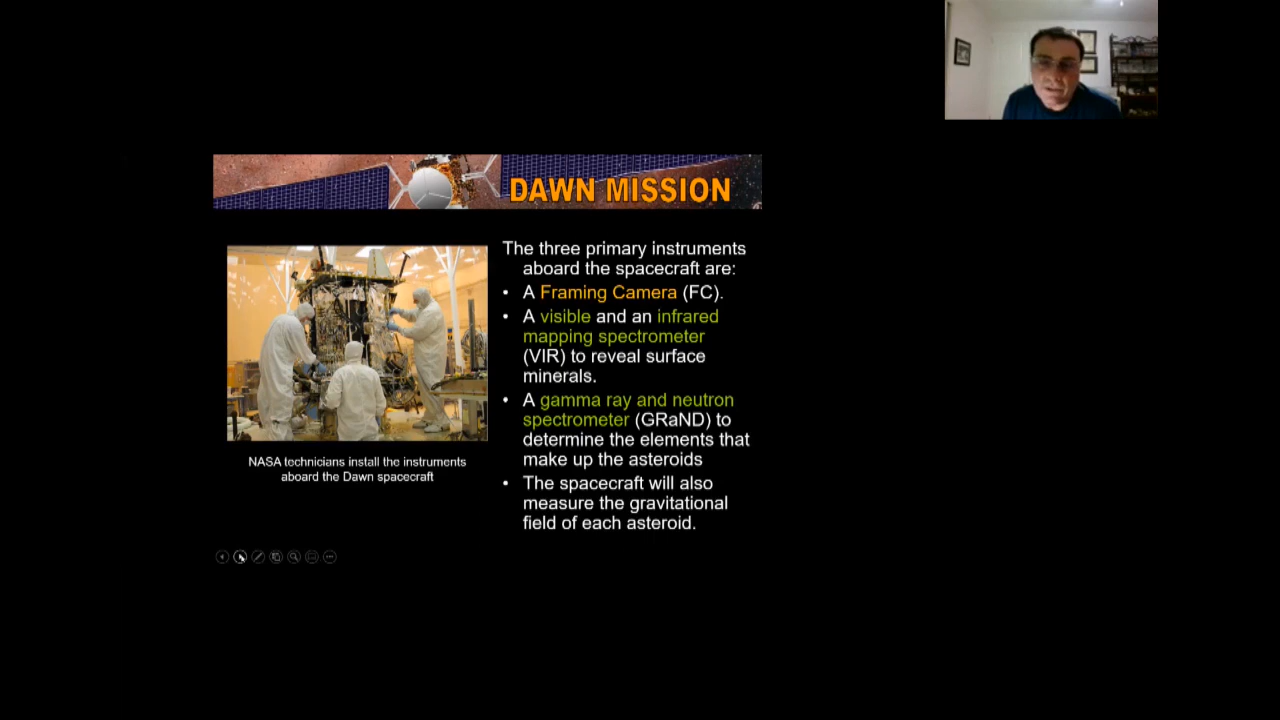 DAWN MISSION
The three primary instruments
aboard the spacecraft are:
• A Framing Camera (FC).
• A visible and an infrared
mapping spectrometer
(VIR) to reveal surface
minerals.
• A gamma ray and neutron
spectrometer (GRaND) to
determine the elements that
make up the asteroids
• The spacecraft will also
measure the gravitational
field of each asteroid.
NASA technicians install the instruments
aboard the Dawn spacecraft